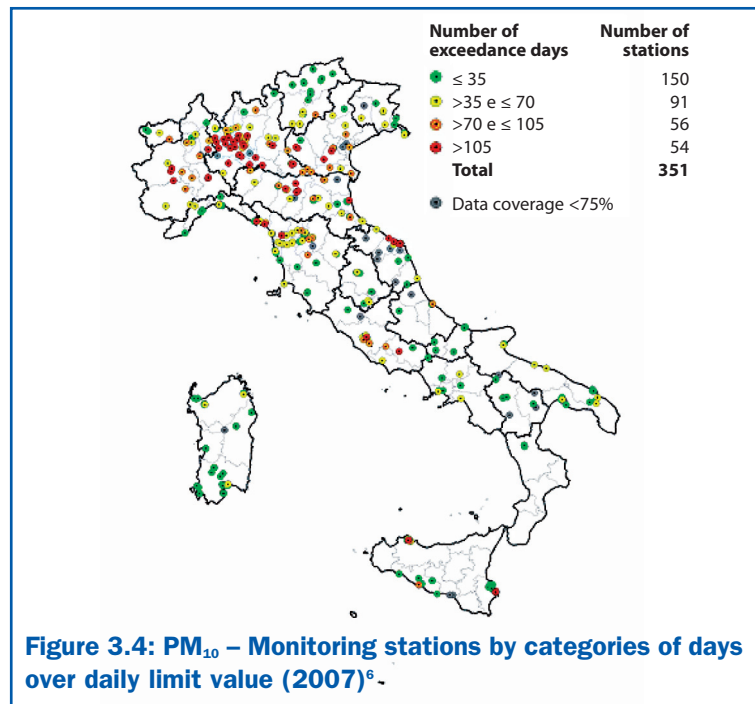 Number of exceedance days Number of stations
≤ 35 150
>35 e ≤ 70 91
>70 e ≤ 105 56
>105 54
Total 351
Data coverage <75%
Figure 3.4: PM₁₀ – Monitoring stations by categories of days
over daily limit value (2007)⁶